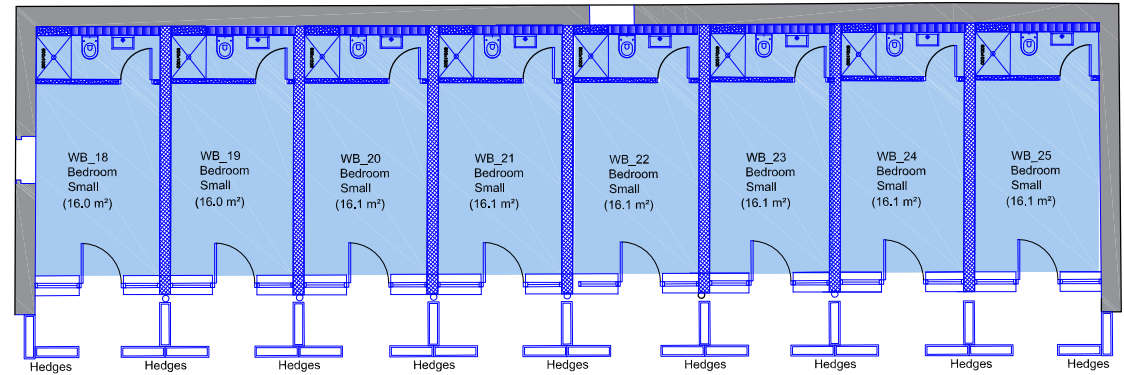 WB_18
Bedroom
Small
(16.0 m²)
WB_19
Bedroom
Small
(16.0 m²)
WB_20
Bedroom
Small
(16.1 m²)
WB_21
Bedroom
Small
(16.1 m²)
WB_22
Bedroom
Small
(16.1 m²)
WB_23
Bedroom
Small
(16.1 m²)
WB_24
Bedroom
Small
(16.1 m²)
WB_25
Bedroom
Small
(16.1 m²)
Hedges
Hedges
Hedges
Hedges
Hedges
Hedges
Hedges
Hedges
Hedges